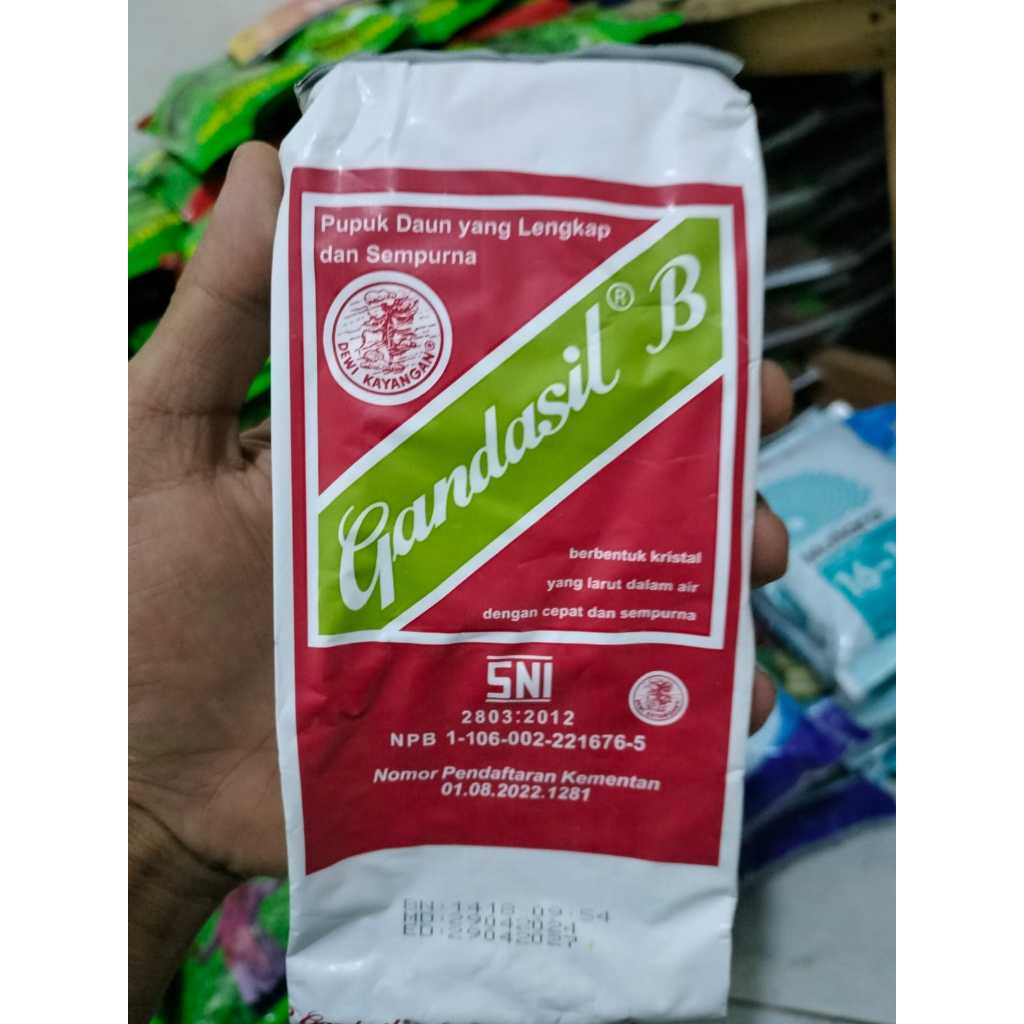 Pupuk Daun yang Lengkap
dan Sempurna
DEWI KAYANGAN®
Gandasil® B
berbentuk kristal
yang larut dalam air
dengan cepat dan sempurna
SNI
2803:2012
NPB 1-106-002-221676-5
Nomor Pendaftaran Kementan
01.08.2022.1281